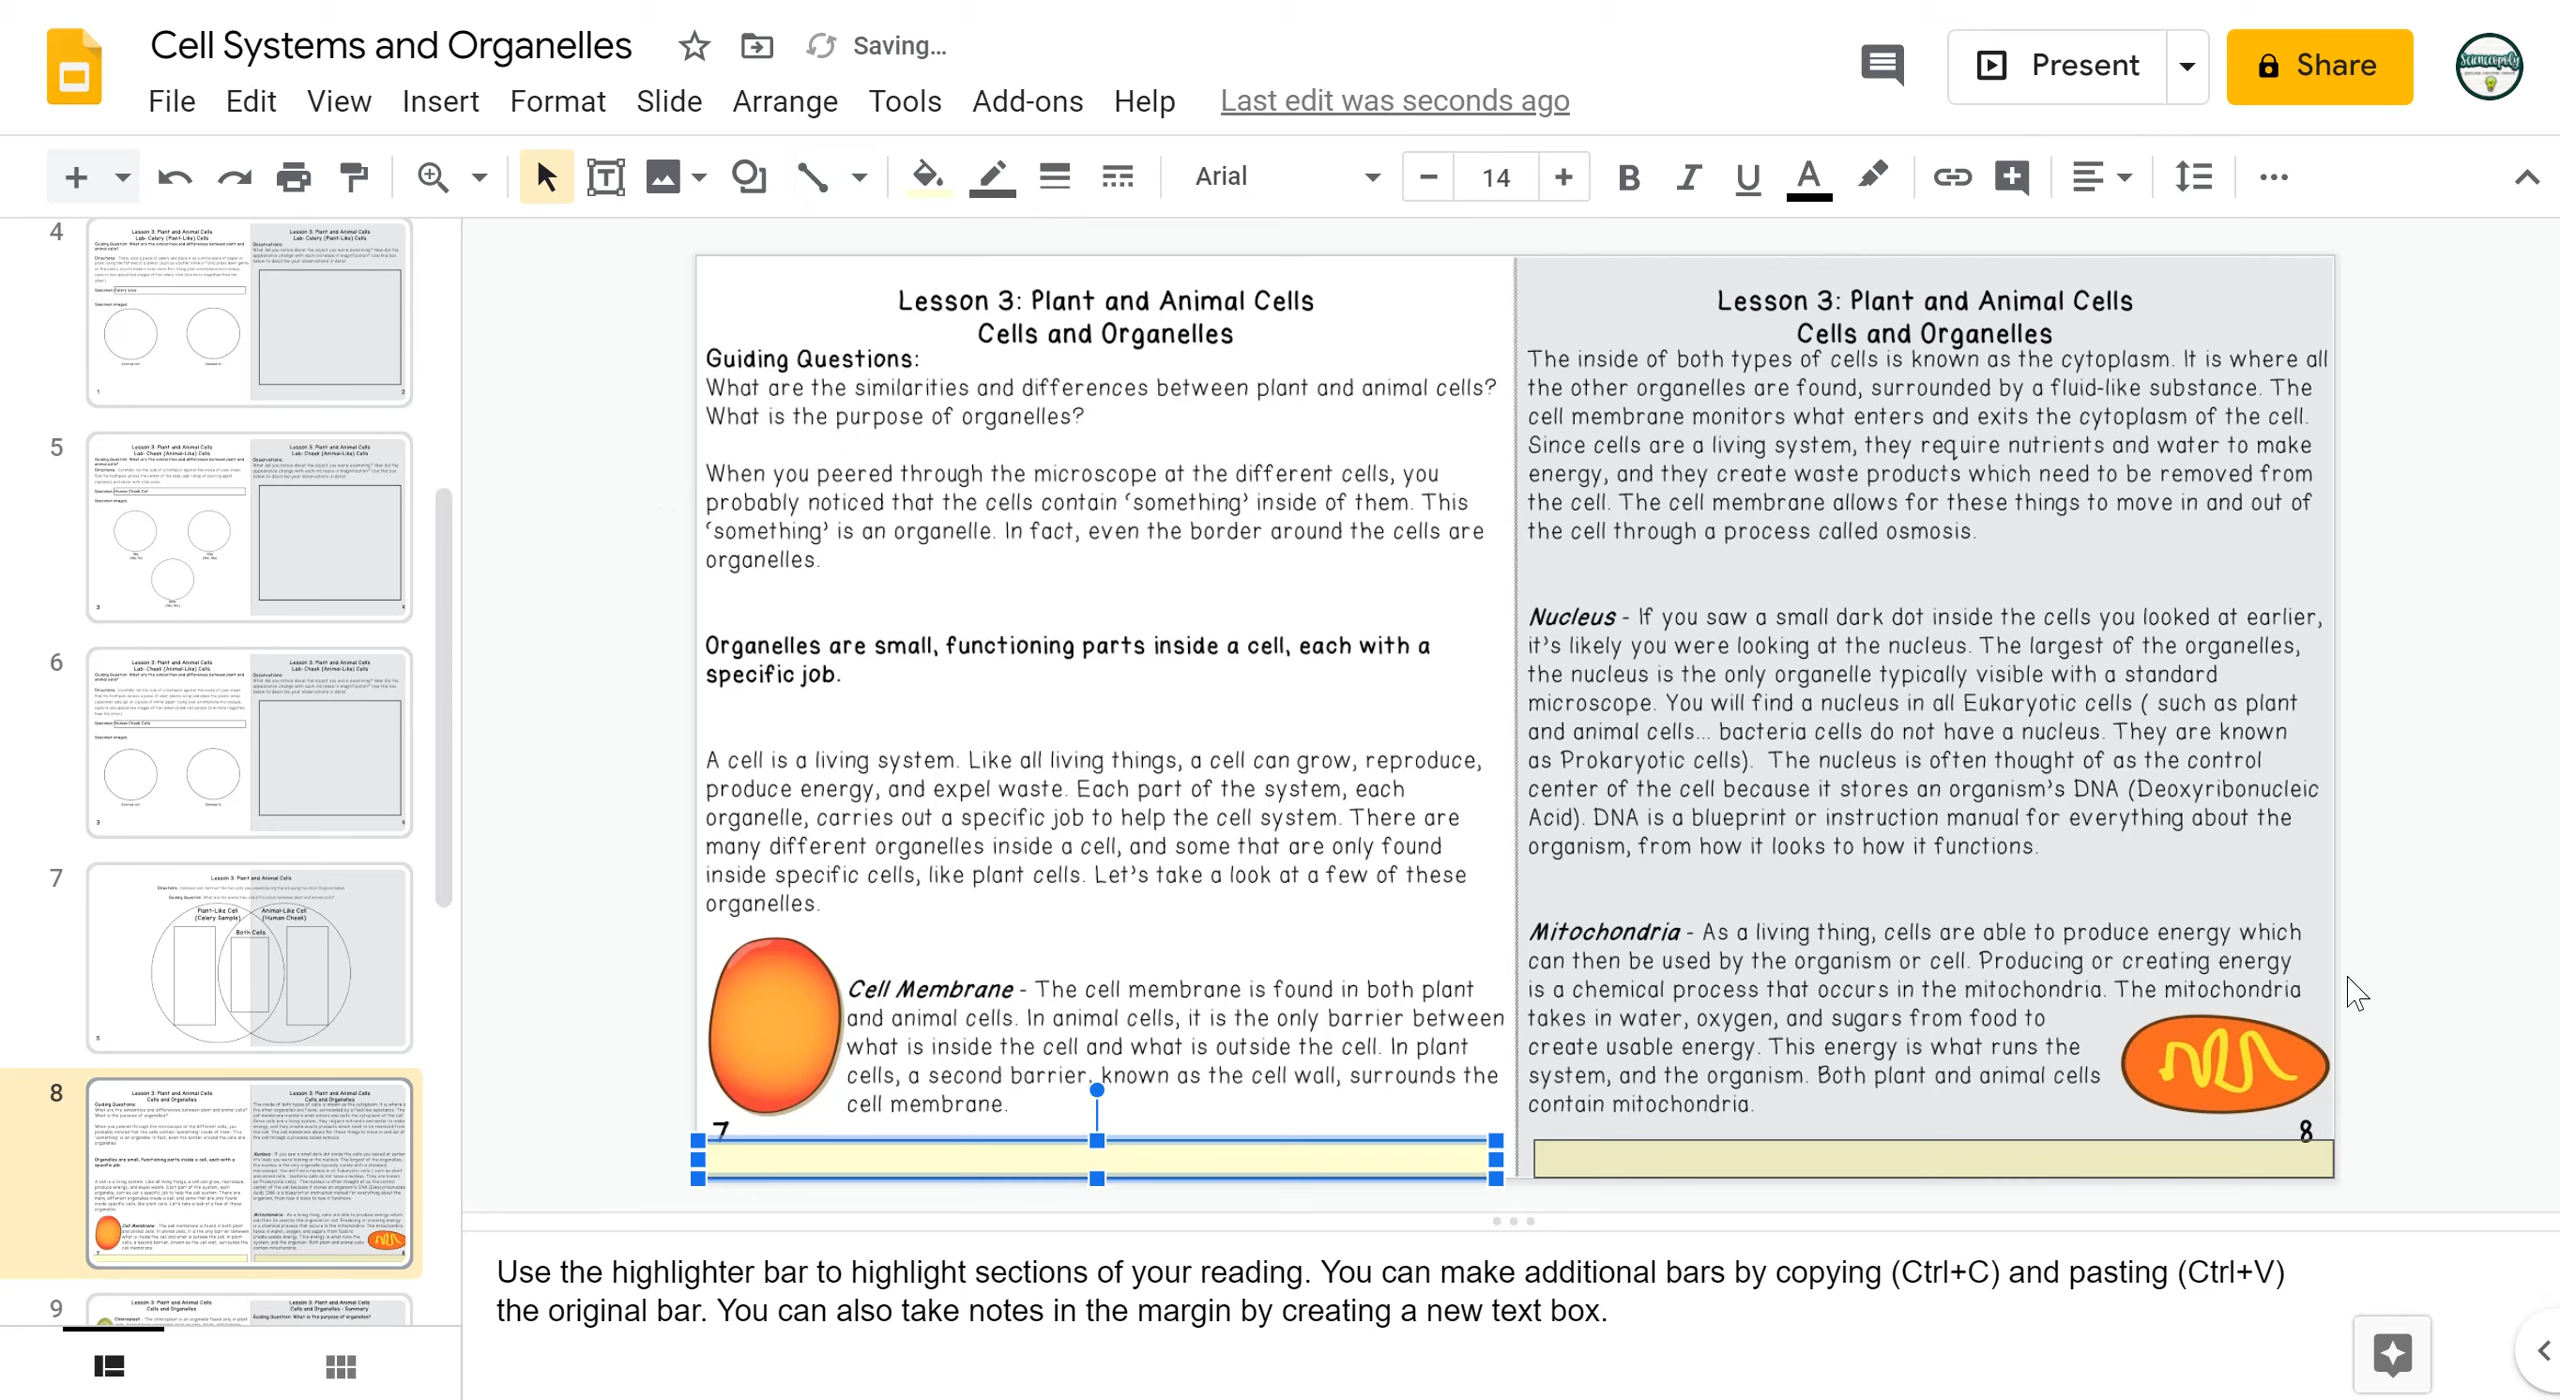 Cell Systems and Organelles
Saving...
Present
Share
File Edit View Insert Format Slide Arrange Tools Add-ons Help Last edit was seconds ago
Arial
14
4
5
6
7
8
9
Lesson 3: Plant and Animal Cells
Plant-Like Cell
(Celery Sample)
Animal-Like Cell
(Human Cheek)
Both Cells
Lesson 3: Plant and Animal Cells
Cells and Organelles
Guiding Questions:
What are the similarities and differences between plant and animal cells?
What is the purpose of organelles?
When you peered through the microscope at the different cells, you
probably noticed that the cells contain ‘something’ inside of them. This
‘something’ is an organelle. In fact, even the border around the cells are
organelles.
Organelles are small, functioning parts inside a cell, each with a
specific job.
A cell is a living system. Like all living things, a cell can grow, reproduce,
produce energy, and expel waste. Each part of the system, each
organelle, carries out a specific job to help the cell system. There are
many different organelles inside a cell, and some that are only found
inside specific cells, like plant cells. Let’s take a look at a few of these
organelles.
Cell Membrane - The cell membrane is found in both plant
and animal cells. In animal cells, it is the only barrier between
what is inside the cell and what is outside the cell. In plant
cells, a second barrier, known as the cell wall, surrounds the
cell membrane.
7
Lesson 3: Plant and Animal Cells
Cells and Organelles
The inside of both types of cells is known as the cytoplasm. It is where all
the other organelles are found, surrounded by a fluid-like substance. The
cell membrane monitors what enters and exits the cytoplasm of the cell.
Since cells are a living system, they require nutrients and water to make
energy, and they create waste products which need to be removed from
the cell. The cell membrane allows for these things to move in and out of
the cell through a process called osmosis.
Nucleus - If you saw a small dark dot inside the cells you looked at earlier,
it’s likely you were looking at the nucleus. The largest of the organelles,
the nucleus is the only organelle typically visible with a standard
microscope. You will find a nucleus in all Eukaryotic cells ( such as plant
and animal cells... bacteria cells do not have a nucleus. They are known
as Prokaryotic cells).  The nucleus is often thought of as the control
center of the cell because it stores an organism’s DNA (Deoxyribonucleic
Acid). DNA is a blueprint or instruction manual for everything about the
organism, from how it looks to how it functions.
Mitochondria - As a living thing, cells are able to produce energy which
can then be used by the organism or cell. Producing or creating energy
is a chemical process that occurs in the mitochondria. The mitochondria
takes in water, oxygen, and sugars from food to
create usable energy. This energy is what runs the
system, and the organism. Both plant and animal cells
contain mitochondria.
8
Use the highlighter bar to highlight sections of your reading. You can make additional bars by copying (Ctrl+C) and pasting (Ctrl+V)
the original bar. You can also take notes in the margin by creating a new text box.